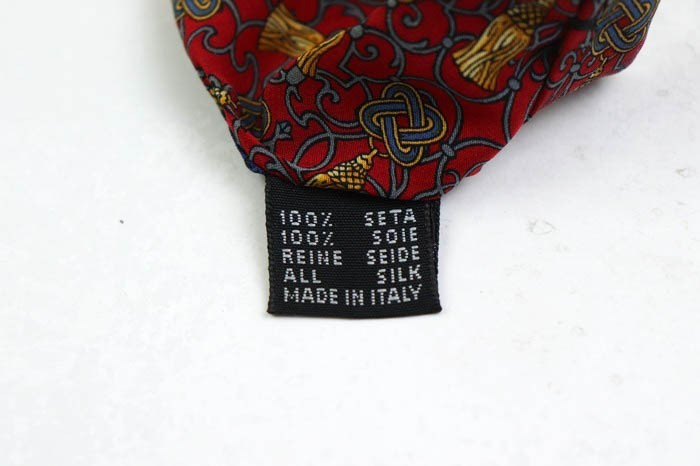 100% SETA
100% SOIE
REINE SEIDE
ALL SILK
MADE IN ITALY